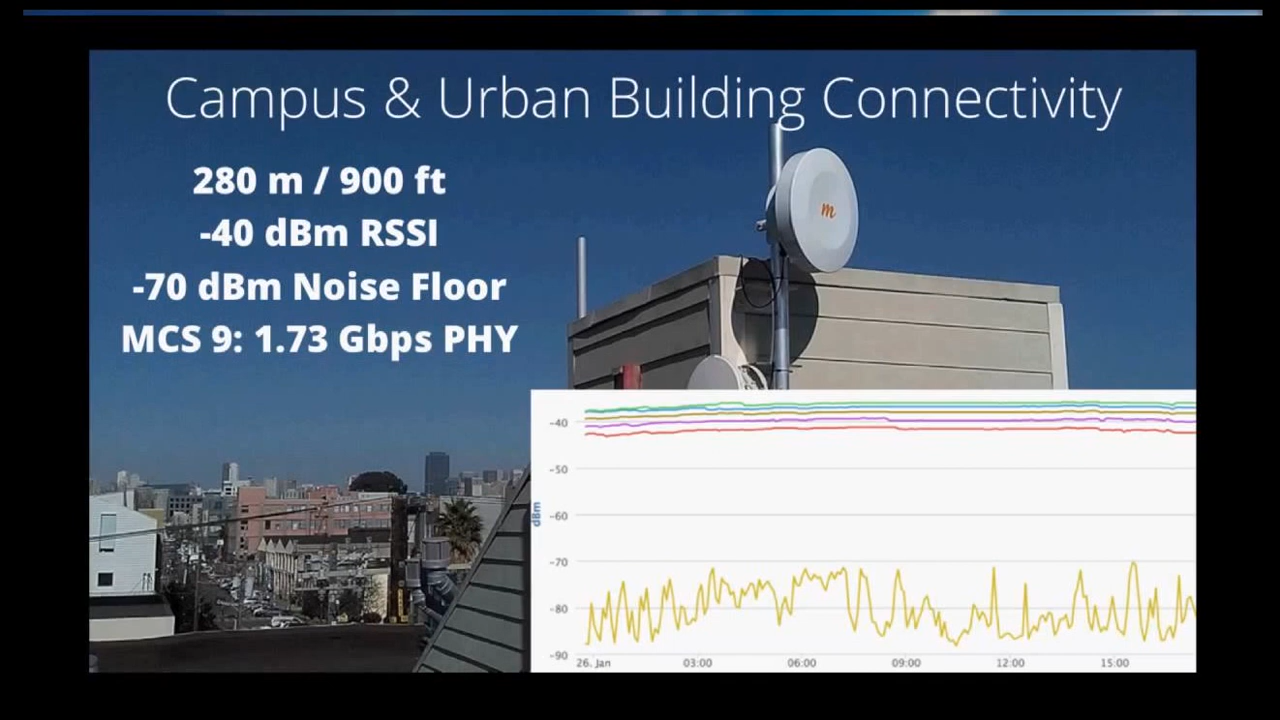 Campus & Urban Building Connectivity
280 m / 900 ft
-40 dBm RSSI
-70 dBm Noise Floor
MCS 9: 1.73 Gbps PHY
m
-40
-50
-60
-70
-80
-90
dBm
26. Jan 03:00 06:00 09:00 12:00 15:00